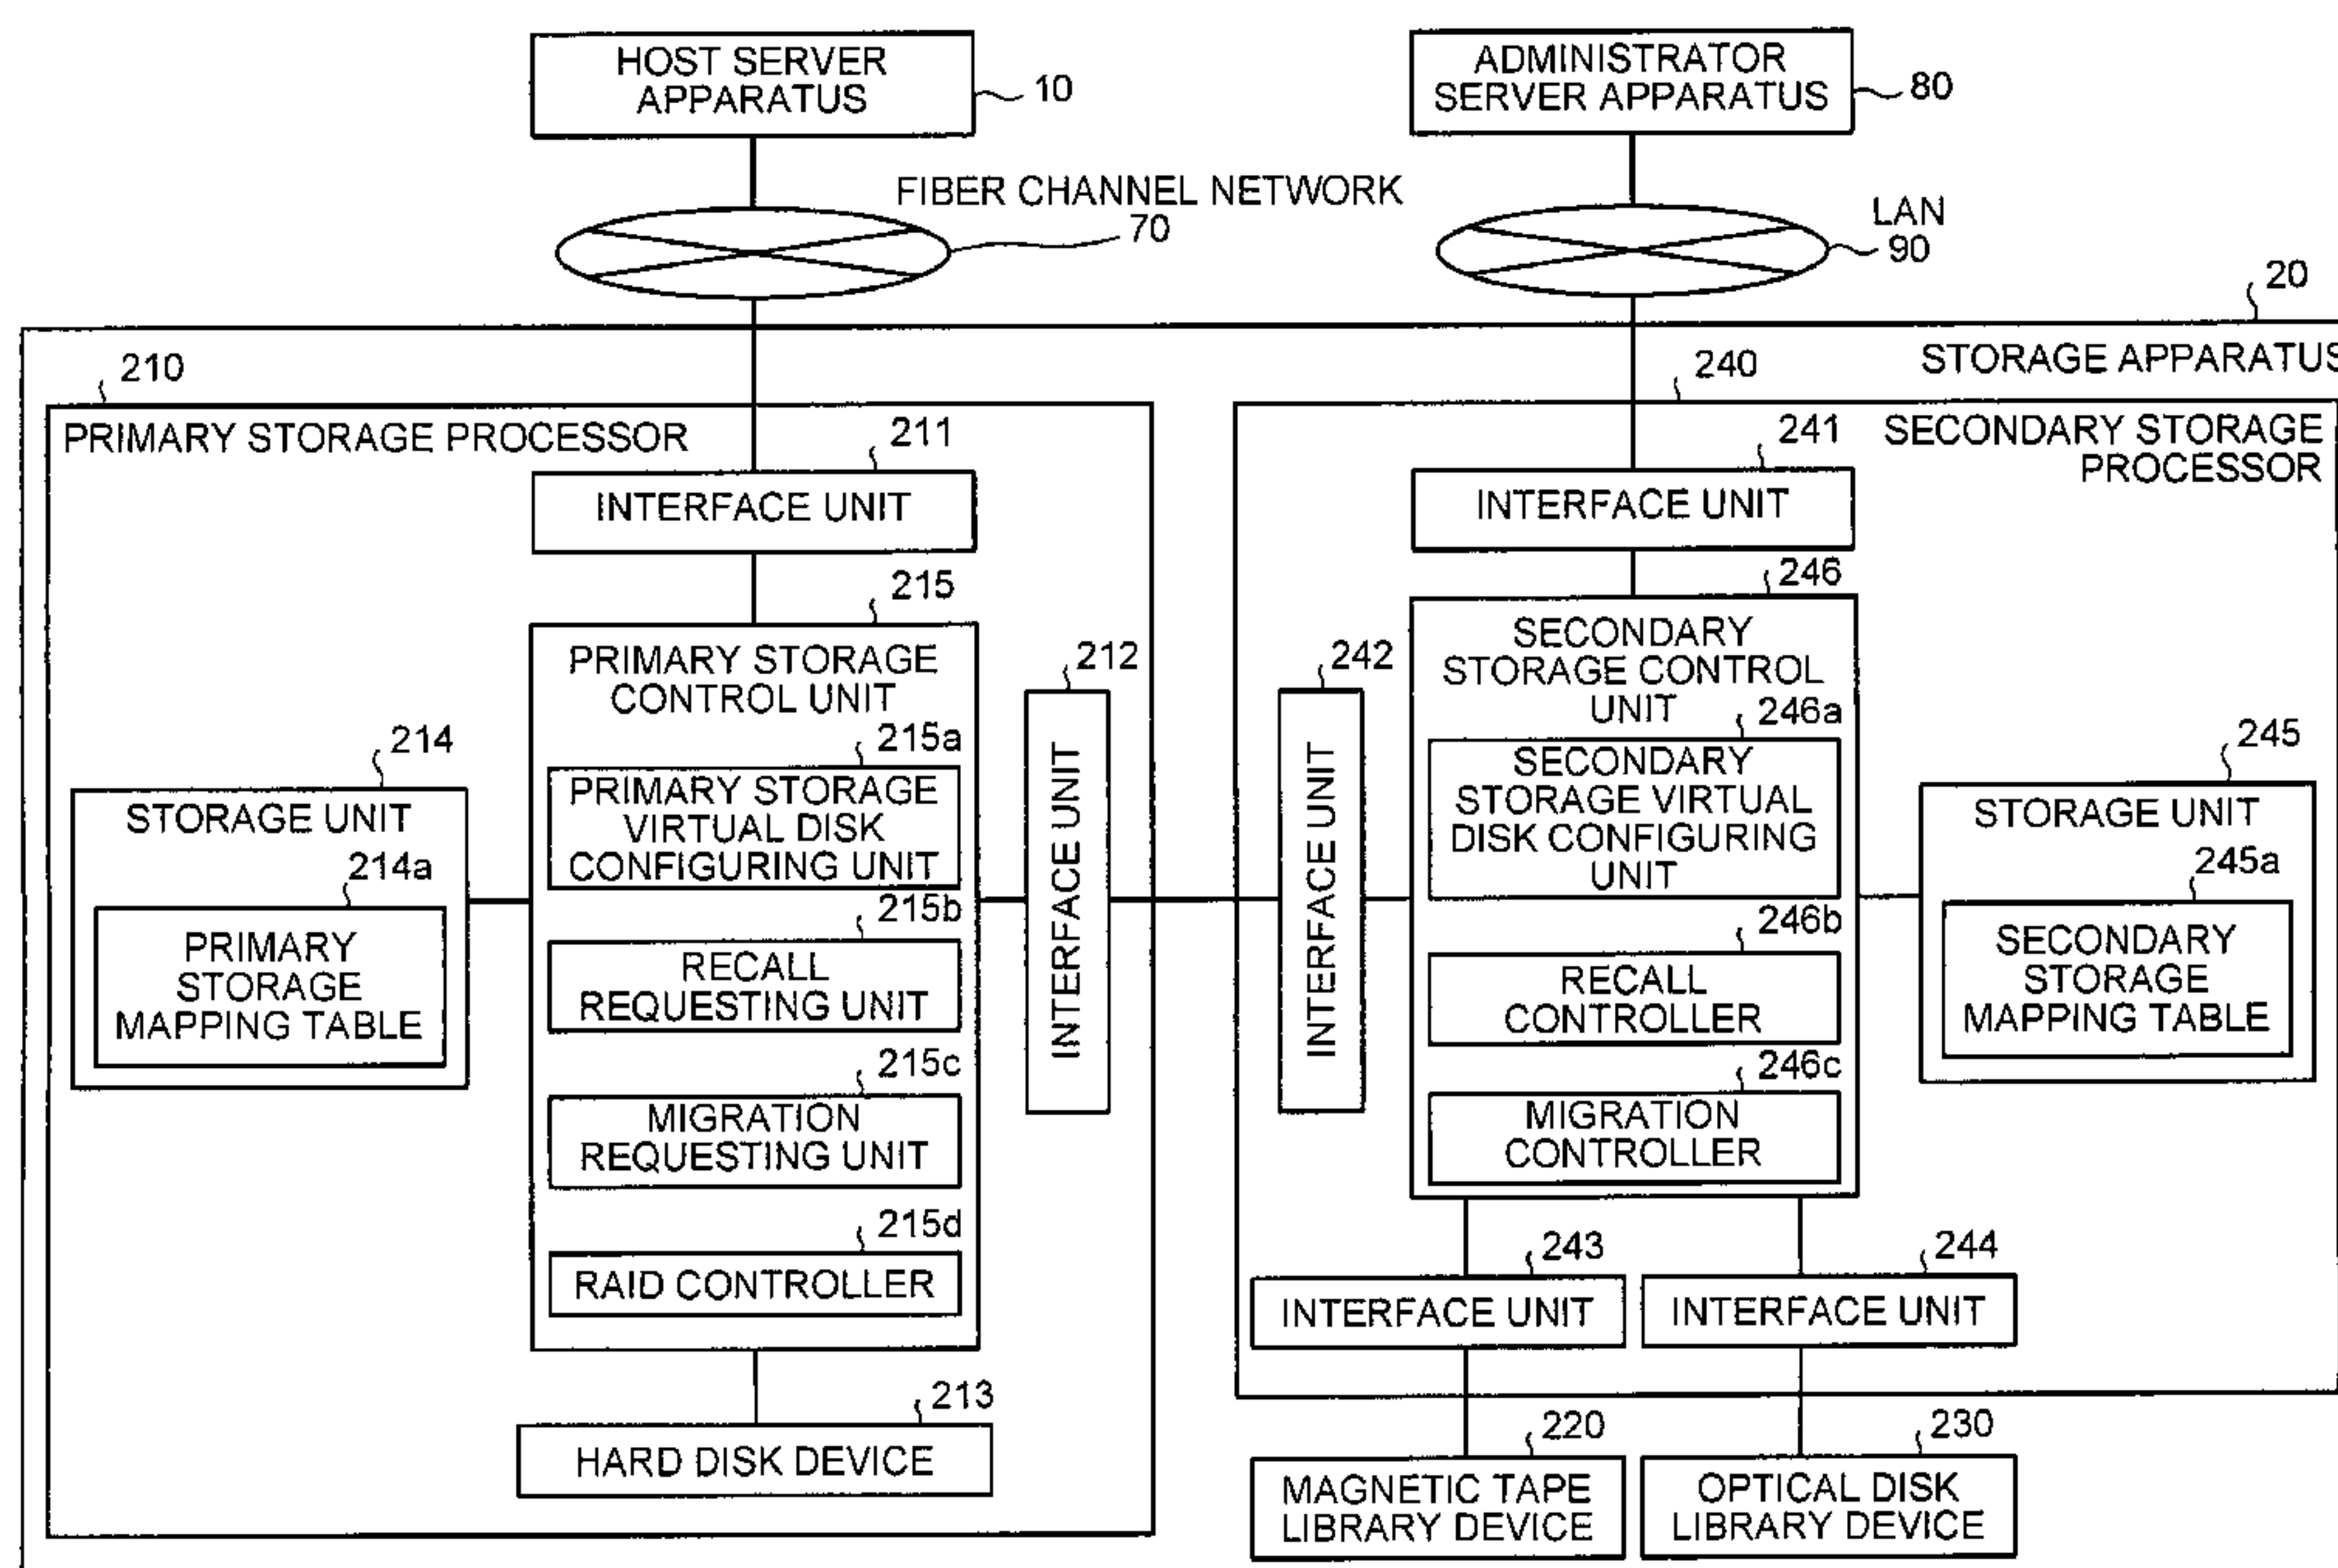 HOST SERVER
APPARATUS
10
ADMINISTRATOR
SERVER APPARATUS
80
FIBER CHANNEL NETWORK
70
LAN
90
20
STORAGE APPARATUS
210
PRIMARY STORAGE PROCESSOR
211
INTERFACE UNIT
215
PRIMARY STORAGE
CONTROL UNIT
215a
PRIMARY STORAGE
VIRTUAL DISK
CONFIGURING UNIT
215b
RECALL
REQUESTING UNIT
215c
MIGRATION
REQUESTING UNIT
215d
RAID CONTROLLER
214
STORAGE UNIT
214a
PRIMARY
STORAGE
MAPPING TABLE
212
INTERFACE UNIT
213
HARD DISK DEVICE
240
SECONDARY STORAGE
PROCESSOR
241
INTERFACE UNIT
242
INTERFACE UNIT
246
SECONDARY
STORAGE CONTROL
UNIT
246a
SECONDARY
STORAGE VIRTUAL
DISK CONFIGURING
UNIT
246b
RECALL
CONTROLLER
246c
MIGRATION
CONTROLLER
245
STORAGE UNIT
245a
SECONDARY
STORAGE
MAPPING TABLE
243
INTERFACE UNIT
244
INTERFACE UNIT
220
MAGNETIC TAPE
LIBRARY DEVICE
230
OPTICAL DISK
LIBRARY DEVICE